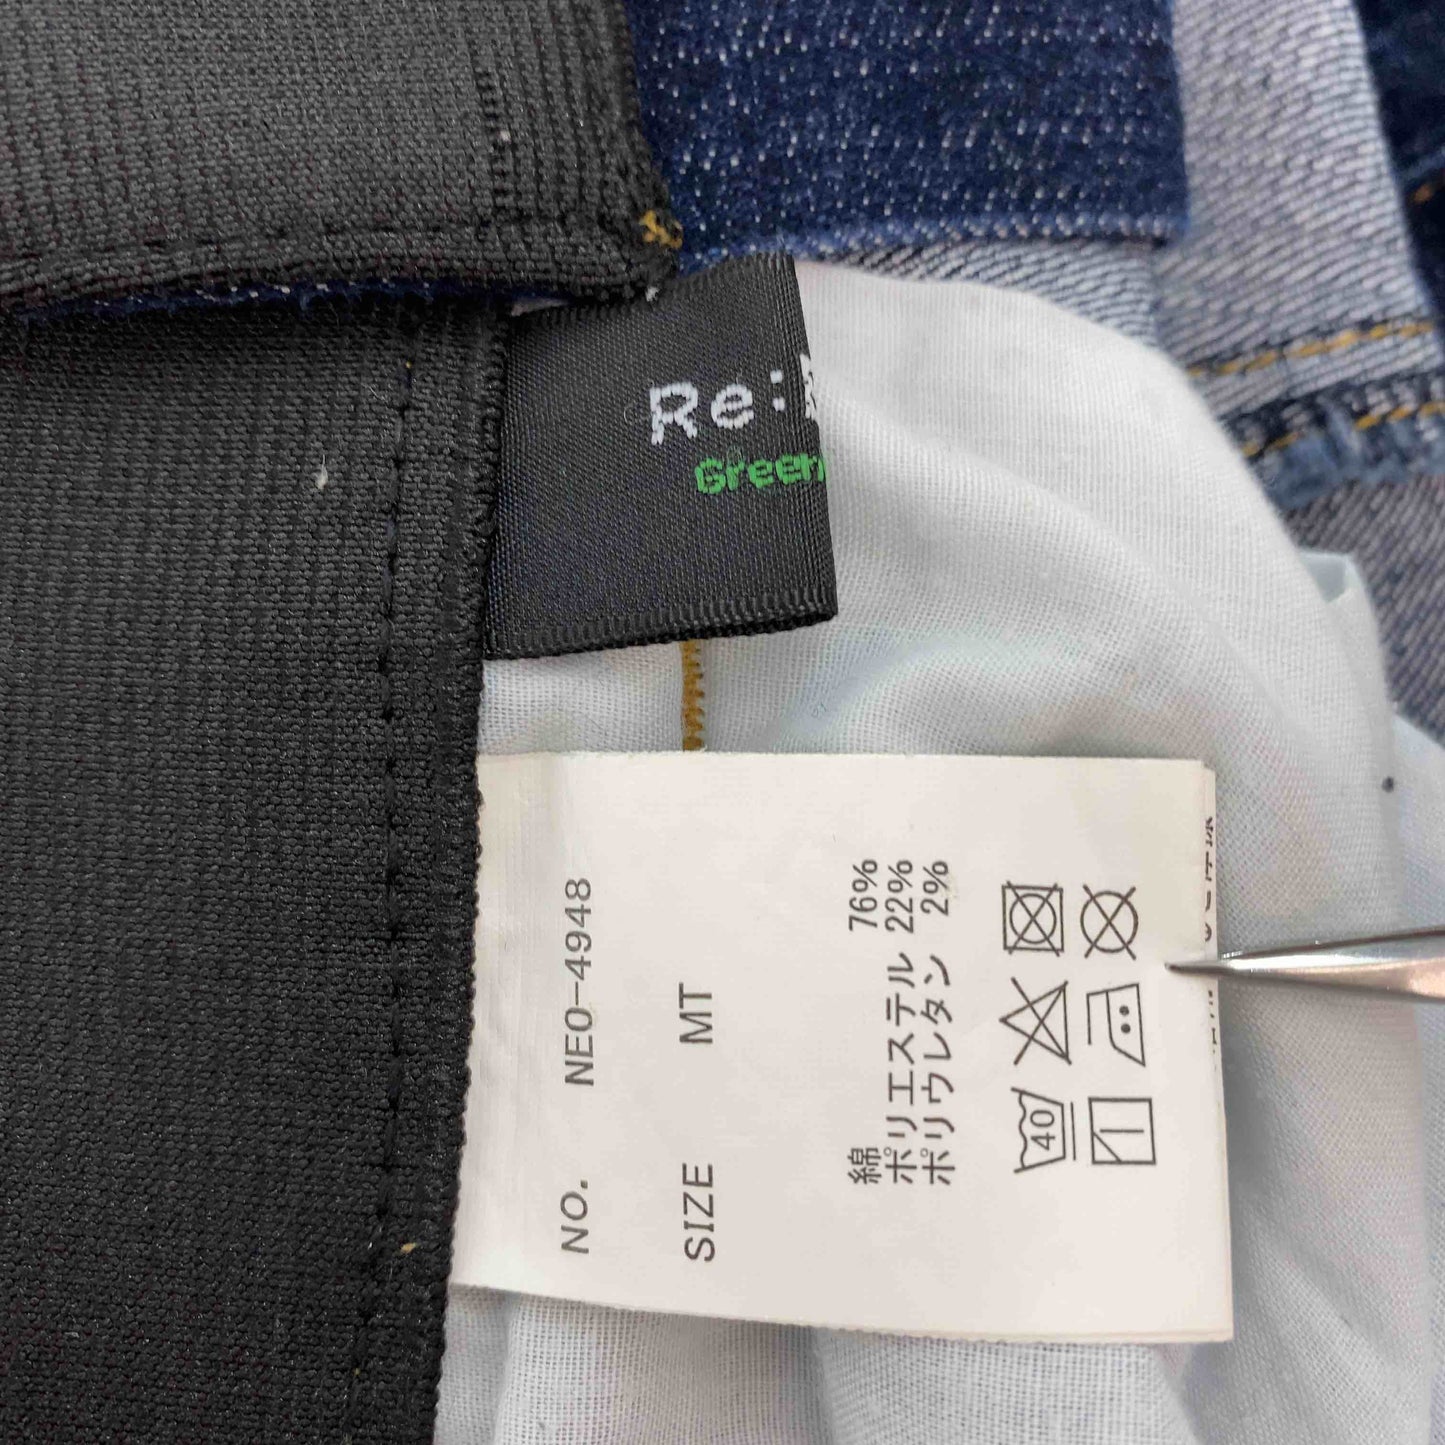 Re:
Green
NO. NEO-4948
SIZE MT
綿 76%
ポリエステル 22%
ポリウレタン 2%
40